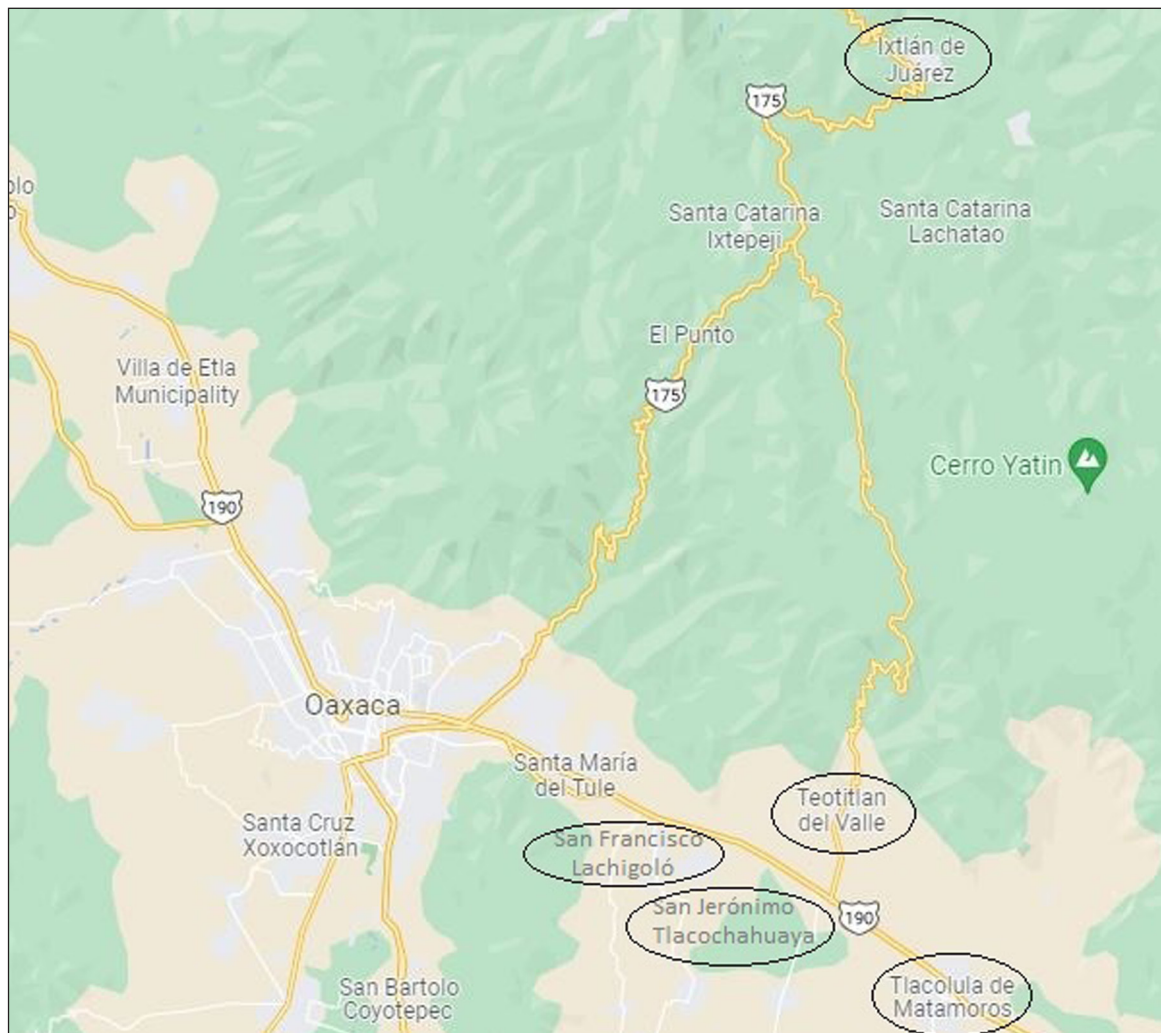 Ixtlán de
Juárez
175
Santa Catarina
Ixtepeji
Santa Catarina
Lachatao
El Punto
175
Villa de Etla
Municipality
Cerro Yatin
190
Oaxaca
Santa María
del Tule
Teotitlan
del Valle
Santa Cruz
Xoxocotlán
San Francisco
Lachigoló
San Jerónimo
Tlacochahuaya
190
San Bartolo
Coyotepec
Tlacolula de
Matamoros